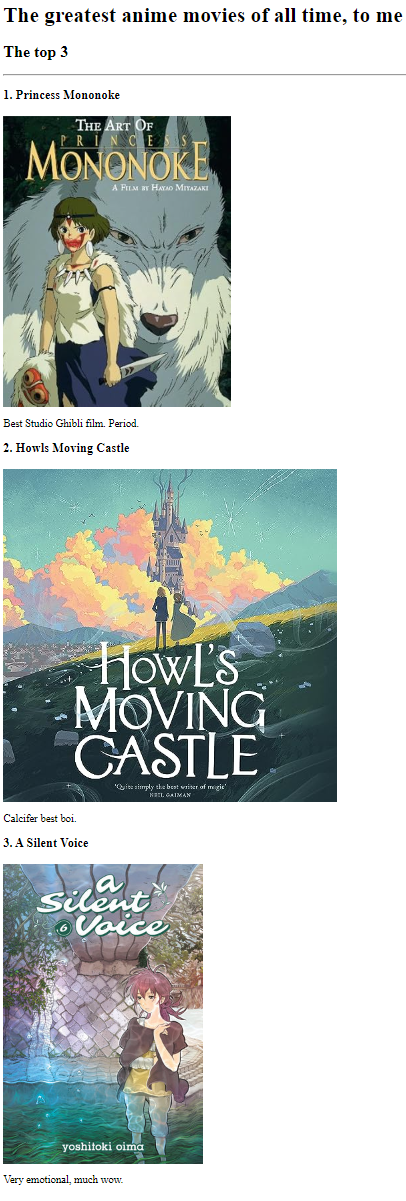 The greatest anime movies of all time, to me
The top 3
1. Princess Mononoke
THE ART OF
PRINCESS
MONONOKE
A FILM BY HAYAO MIYAZAKI
Best Studio Ghibli film. Period.
2. Howls Moving Castle
HOWL'S
MOVING
CASTLE
'Quite simply the best writer of magic'
NEIL GAIMAN
Calcifer best boi.
3. A Silent Voice
a
Silent
6 Voice
yoshitoki oima
Very emotional, much wow.